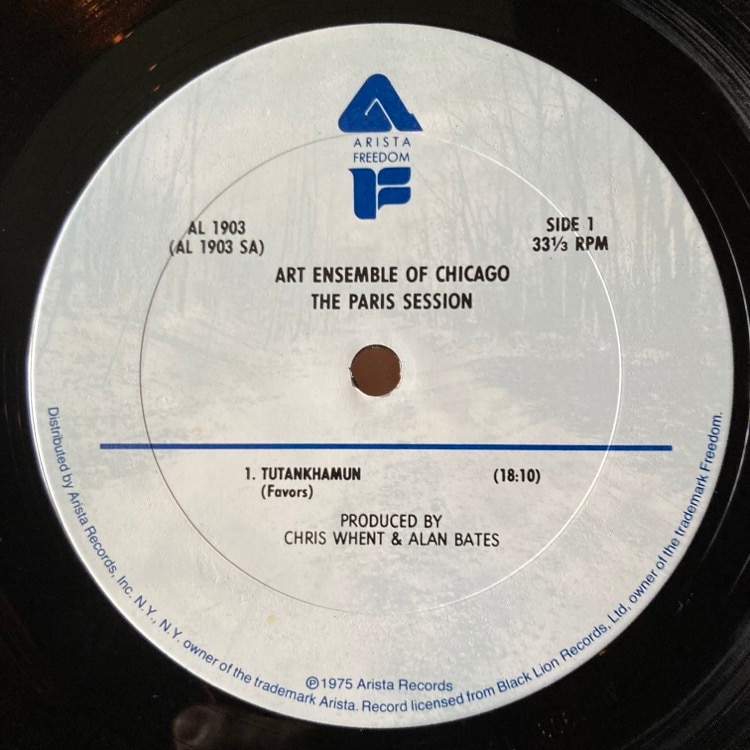 ARISTA
FREEDOM
AL 1903
(AL 1903 SA)
SIDE 1
33⅓ RPM
ART ENSEMBLE OF CHICAGO
THE PARIS SESSION
1. TUTANKHAMUN (18:10)
(Favors)
PRODUCED BY
CHRIS WHENT & ALAN BATES
℗1975 Arista Records
Distributed by Arista Records, Inc. N.Y., N.Y. owner of the trademark Arista. Record licensed from Black Lion Records, Ltd, owner of the trademark Freedom.